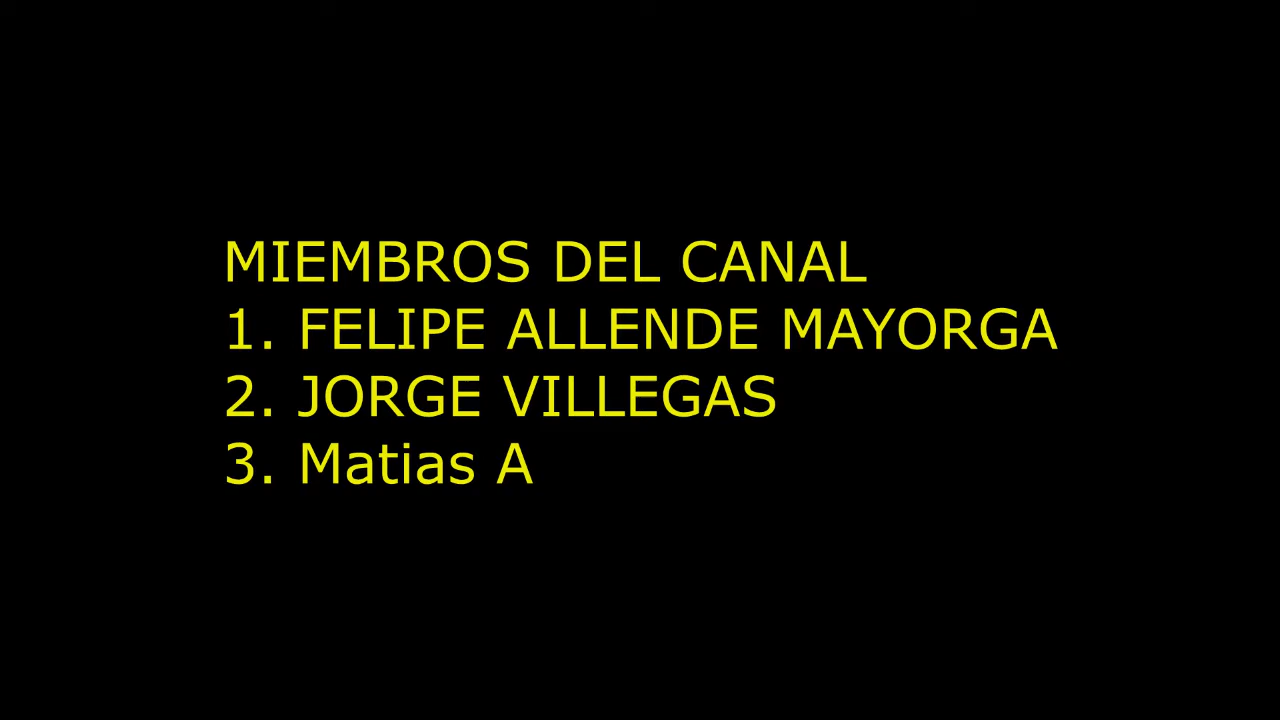 MIEMBROS DEL CANAL
1. FELIPE ALLENDE MAYORGA
2. JORGE VILLEGAS
3. Matias A